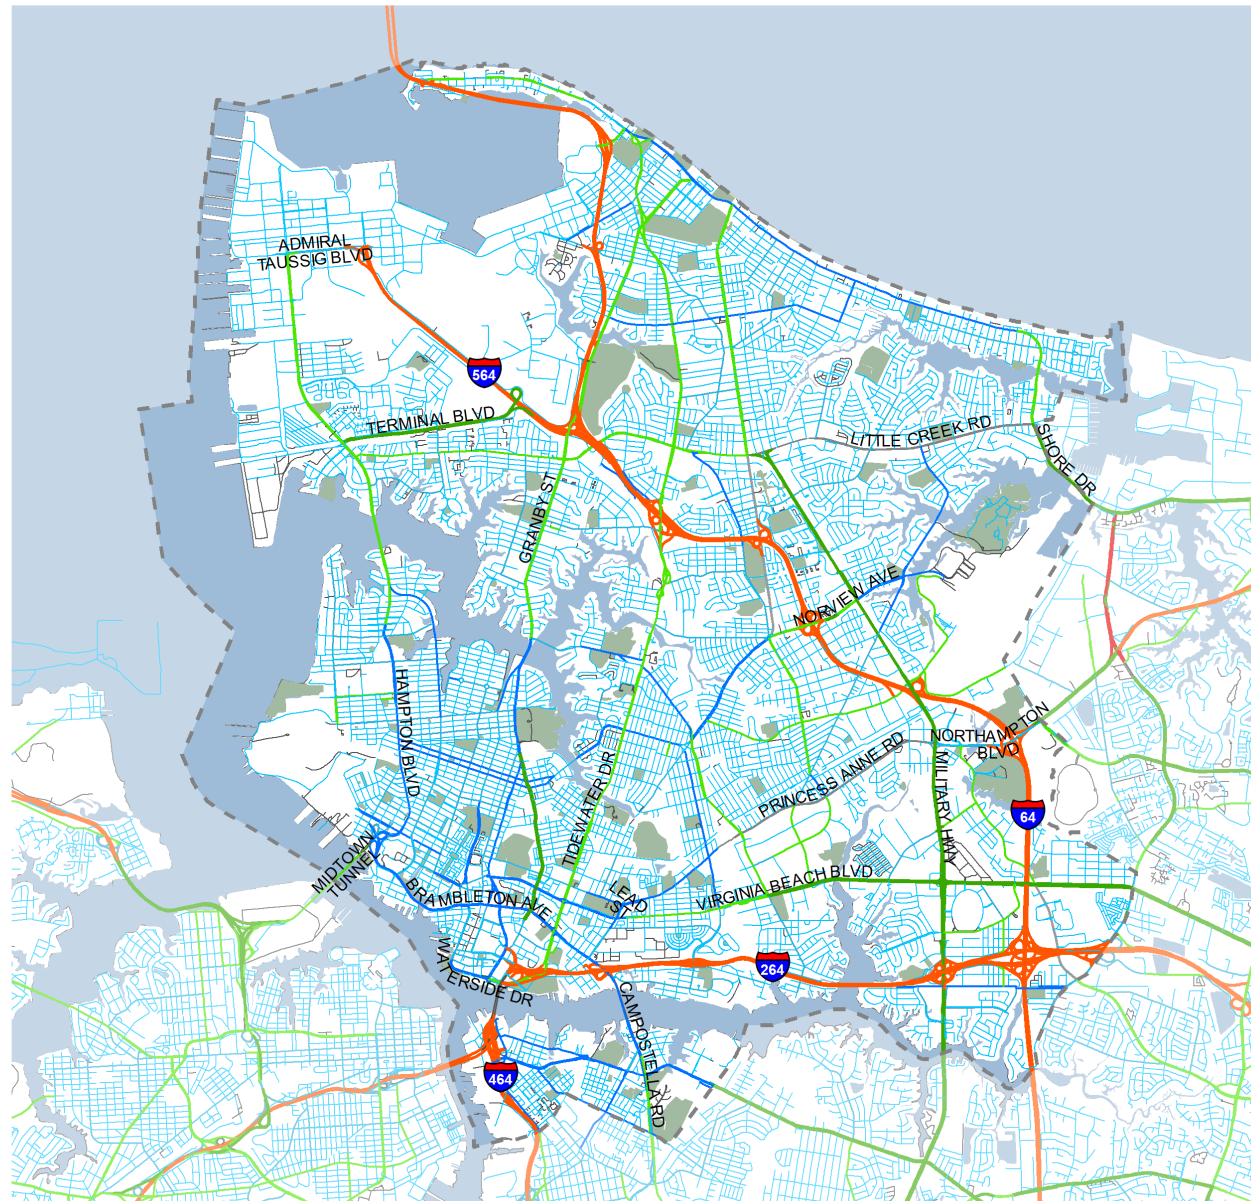 ADMIRAL
TAUSSIG BLVD
564
TERMINAL BLVD
LITTLE CREEK RD
SHORE DR
GRANBY ST
NORVIEW AVE
HAMPTON BLVD
NORTHAMPTON
BLVD
PRINCESS ANNE RD
MILITARY HWY
TIDEWATER DR
64
MIDTOWN
TUNNEL
BRAMBLETON AVE
LEAD
ST
VIRGINIA BEACH BLVD
WATERSIDE DR
264
CAMPOSTELLA RD
464